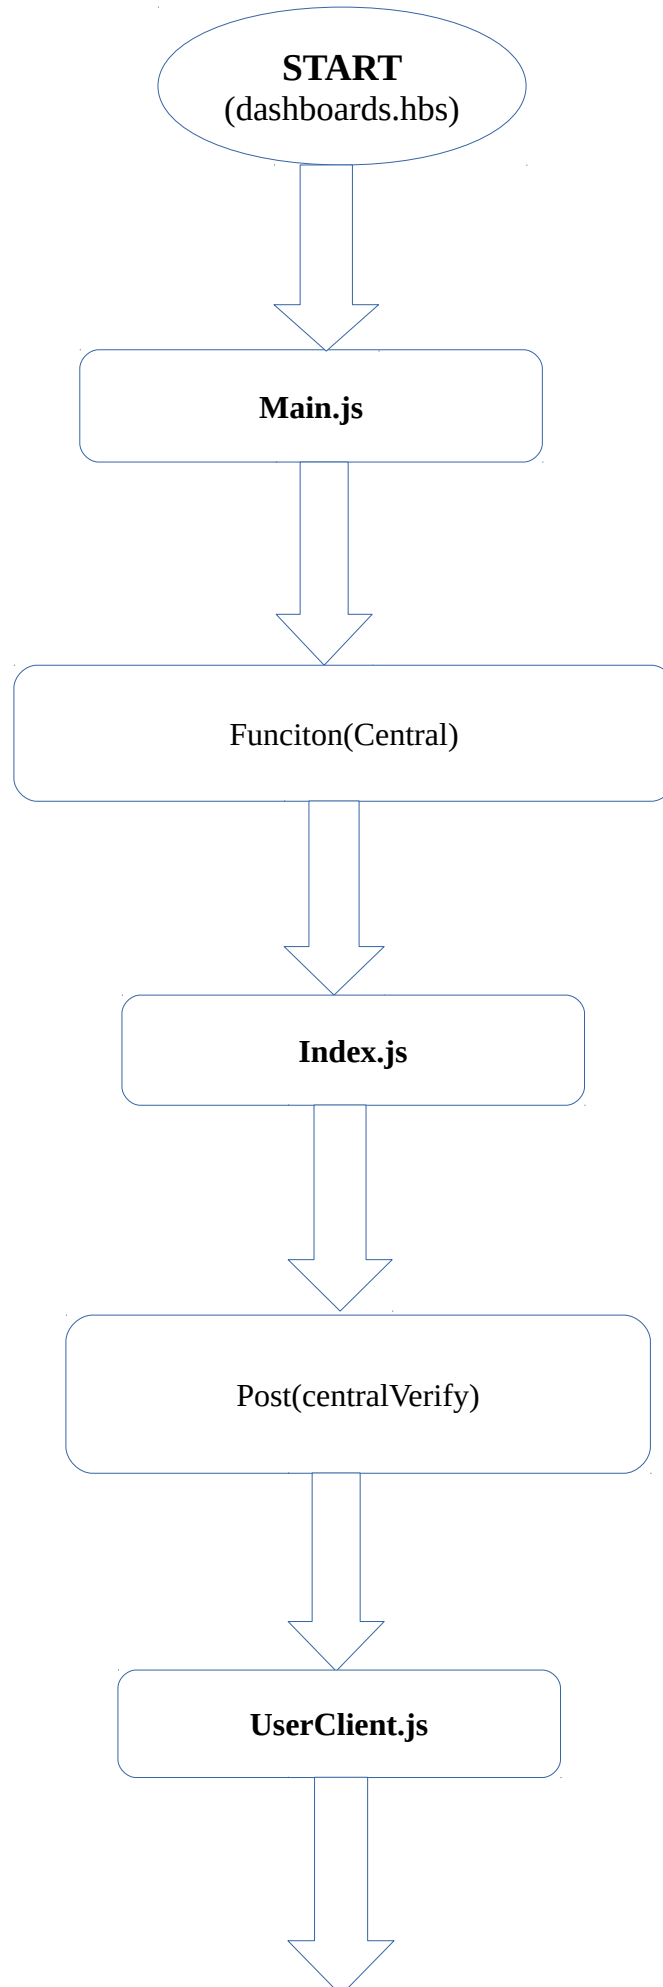 START
(dashboards.hbs)
Main.js
Funciton(Central)
Index.js
Post(centralVerify)
UserClient.js